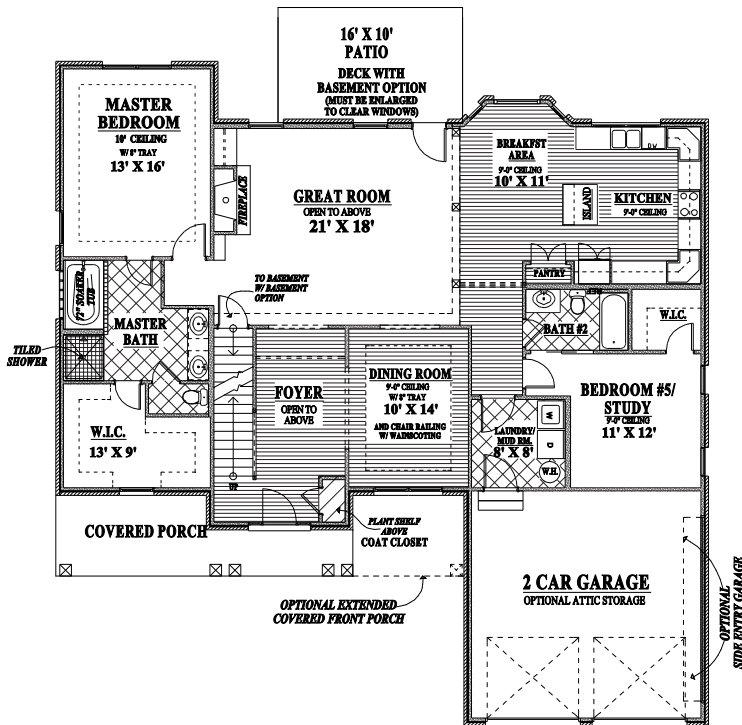 16' X 10'
PATIO
DECK WITH
BASEMENT OPTION
(MUST BE ENLARGED
TO CLEAR WINDOWS)
MASTER
BEDROOM
10' CEILING
W/ 8" TRAY
13' X 16'
FIREPLACE
GREAT ROOM
OPEN TO ABOVE
21' X 18'
BREAKFST
AREA
9'-0" CEILING
10' X 11'
D.W.
ISLAND
KITCHEN
9'-0" CEILING
PANTRY
REF.
TO BASEMENT
W/ BASEMENT
OPTION
72" SOAKER
TUB
MASTER
BATH
TILED
SHOWER
BATH #2
W.I.C.
FOYER
OPEN TO
ABOVE
DINING ROOM
9'-0" CEILING
W/ 8" TRAY
10' X 14'
AND CHAIR RAILING
W/ WAINSCOTING
BEDROOM #5/
STUDY
9'-0" CEILING
11' X 12'
W.I.C.
13' X 9'
LAUNDRY/
MUD RM.
8' X 8'
W
D
W.H.
UP
COVERED PORCH
PLANT SHELF
ABOVE
COAT CLOSET
OPTIONAL EXTENDED
COVERED FRONT PORCH
2 CAR GARAGE
OPTIONAL ATTIC STORAGE
OPTIONAL
SIDE ENTRY GARAGE